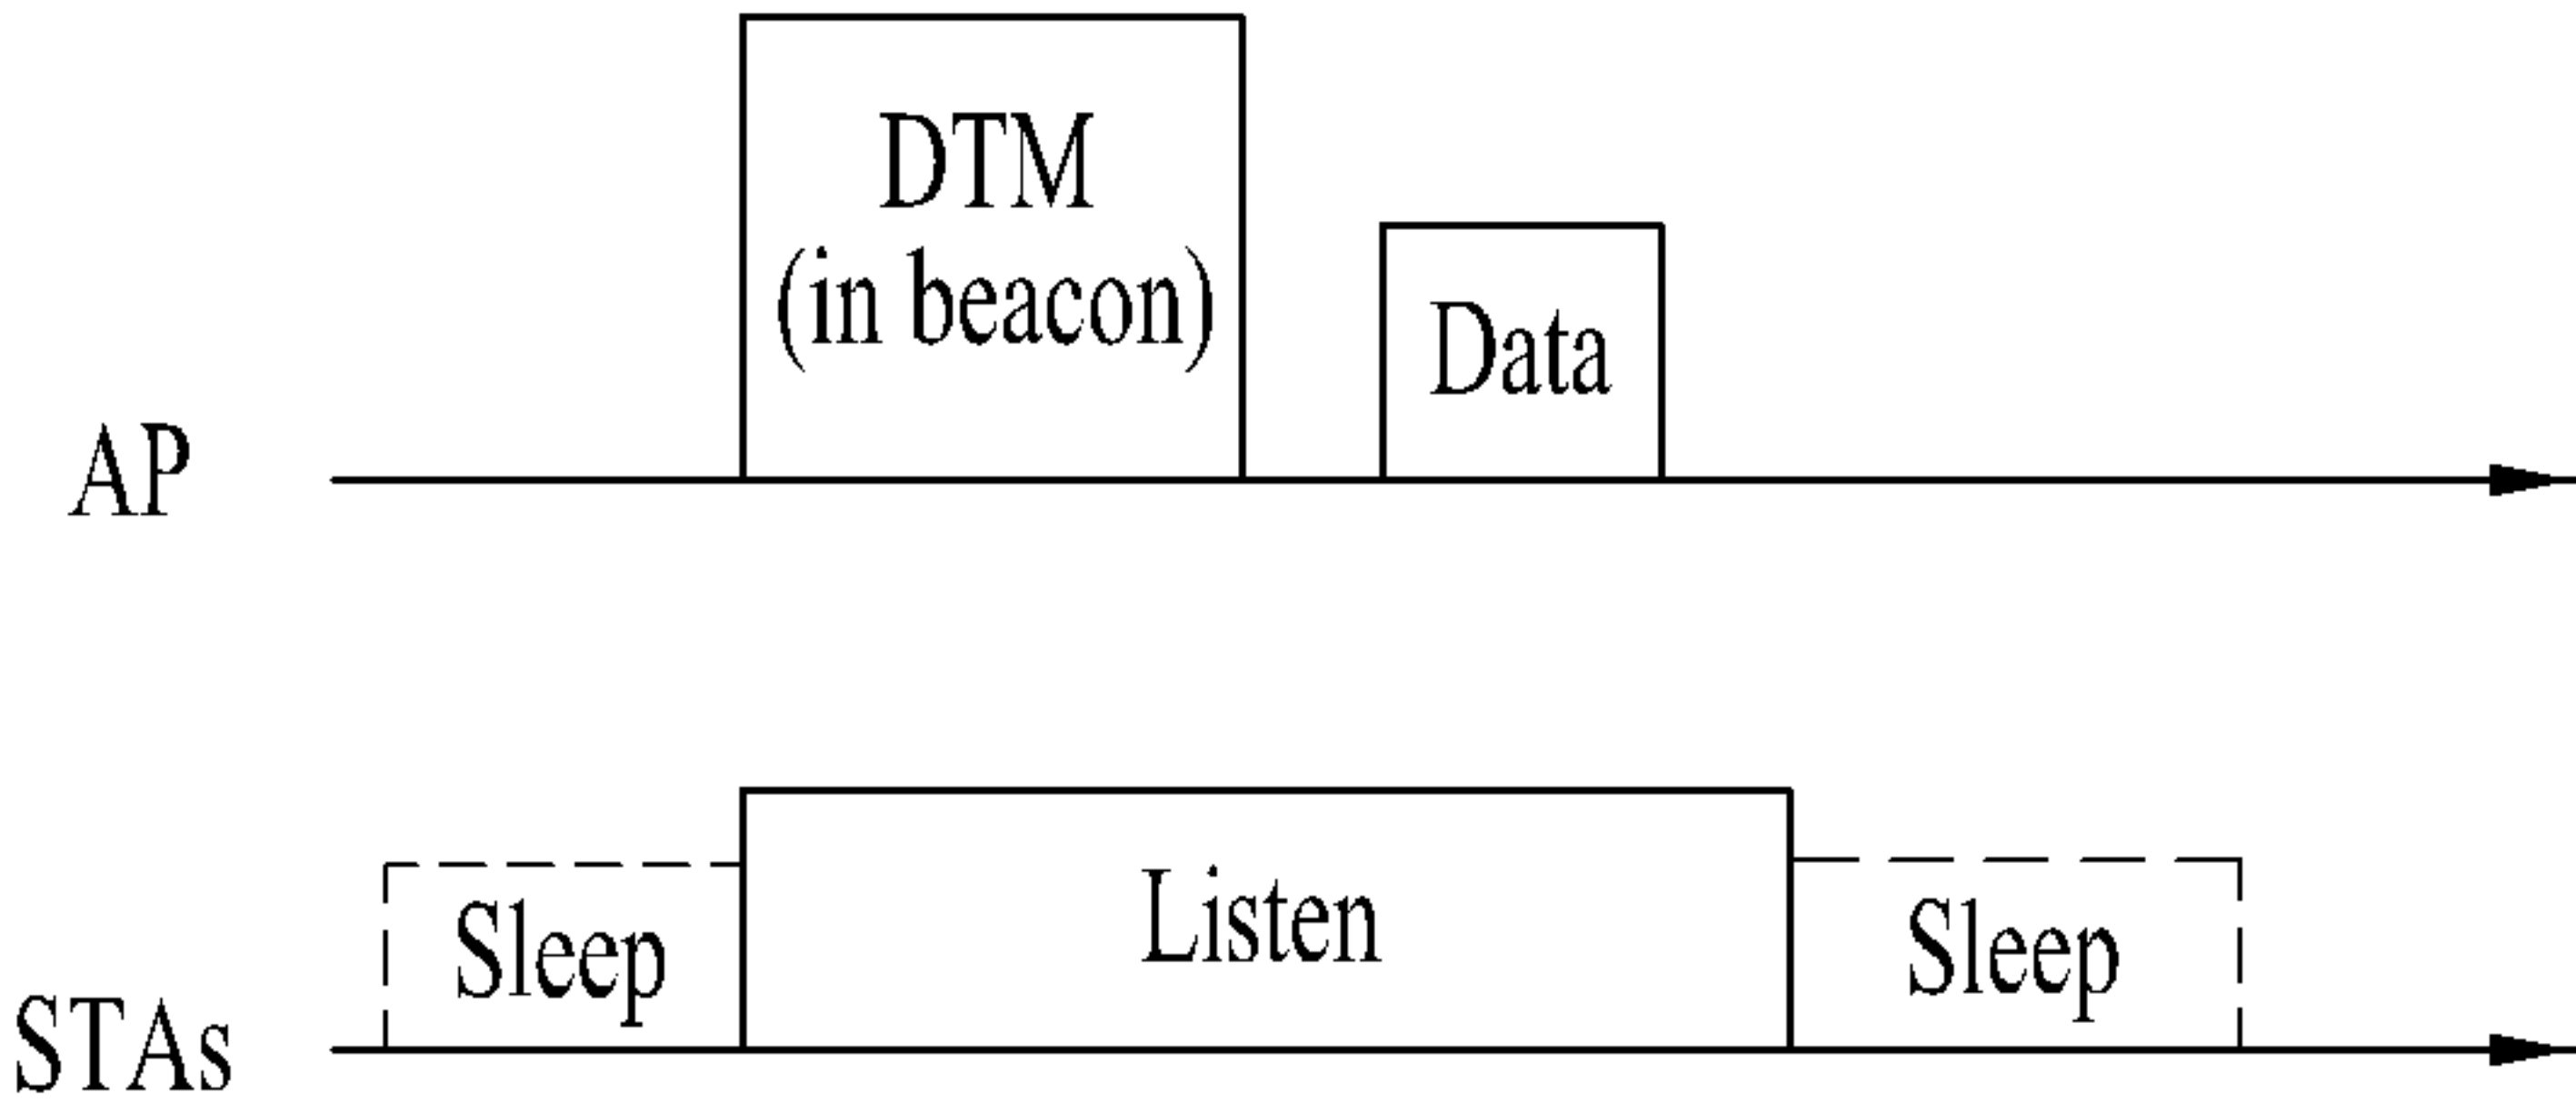 DTM
(in beacon)
Data
AP
Sleep
Listen
Sleep
STAs